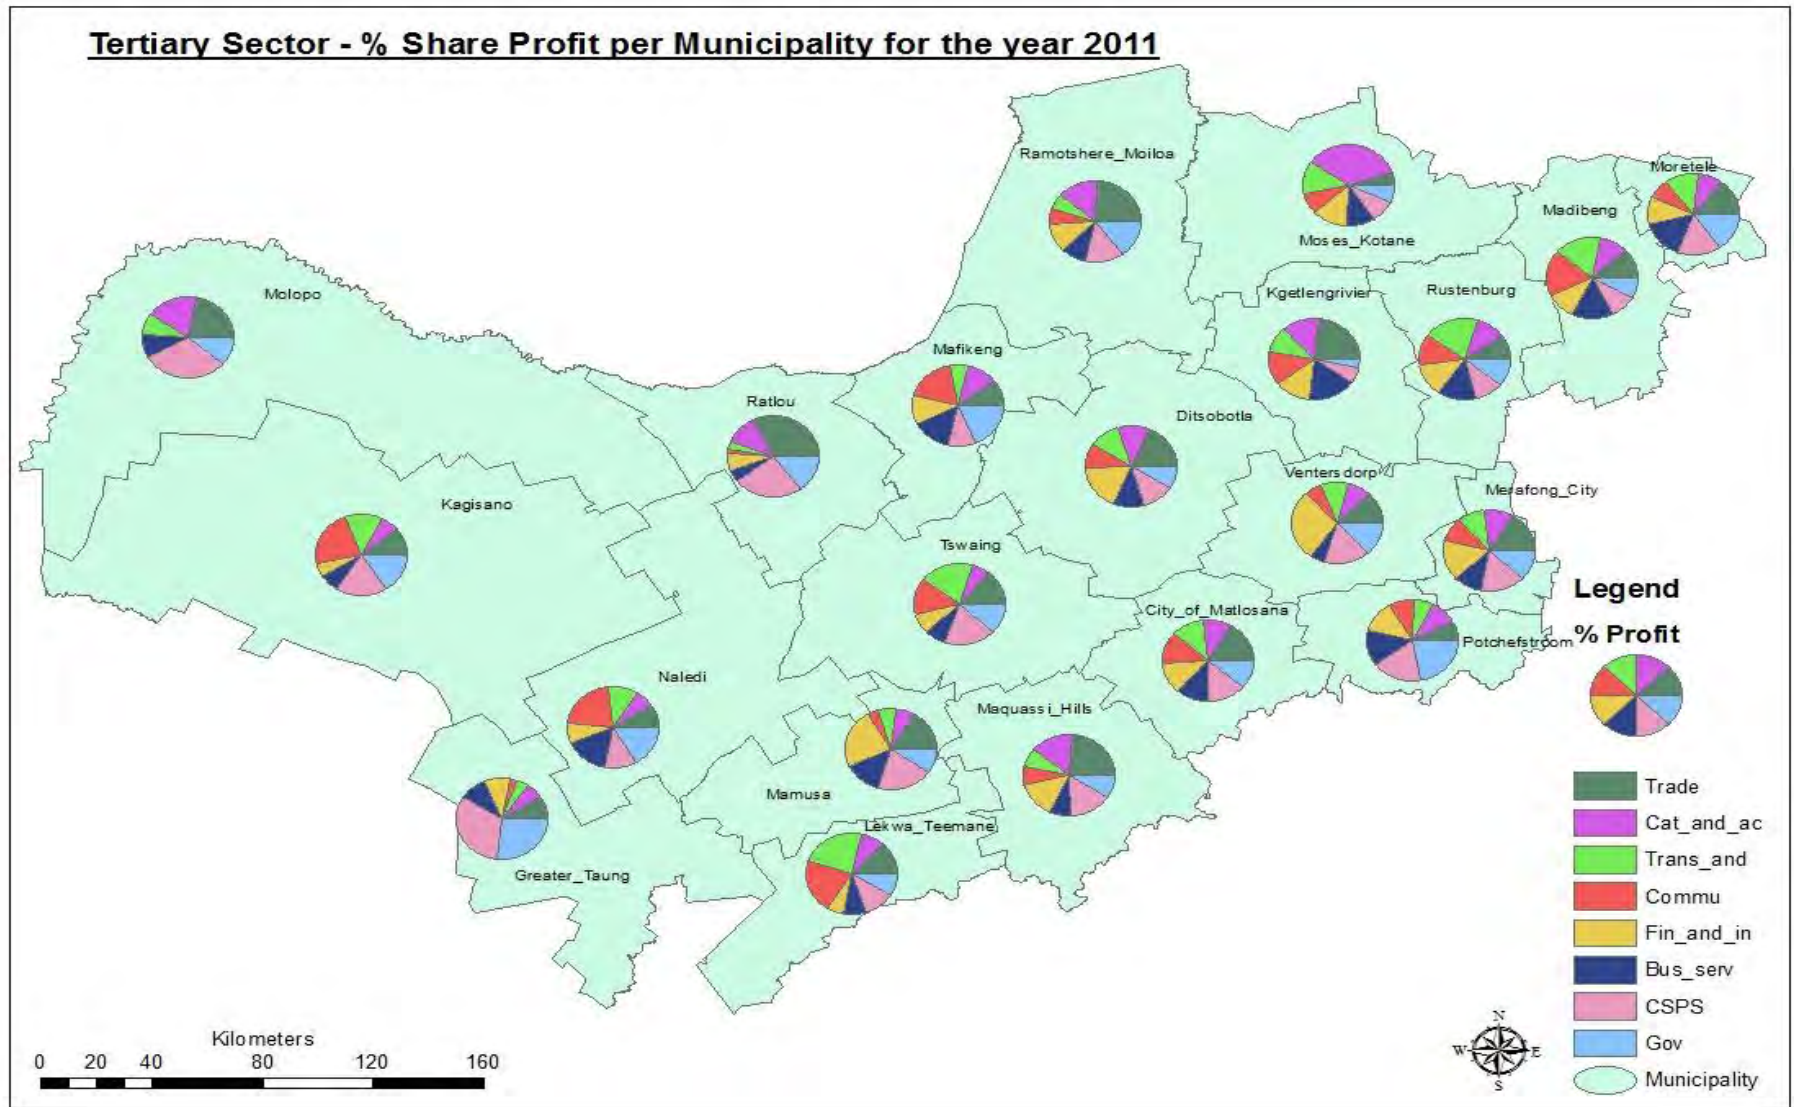 Tertiary Sector - % Share Profit per Municipality for the year 2011
Ramotshere_Moiloa
Moretele
Madibeng
Moses_Kotane
Molopo
Kgetlengrivier
Rustenburg
Mafikeng
Ratlou
Ditsobotla
Ventersdorp
Merafong_City
Kagisano
Tswaing
City_of_Matlosana
Potchefstroom
Naledi
Maquassi_Hills
Mamusa
Lekwa_Teemane
Greater_Taung
Legend
% Profit
Trade
Cat_and_ac
Trans_and
Commu
Fin_and_in
Bus_serv
CSPS
Gov
Municipality
Kilometers
0 20 40 80 120 160
N
W E
S